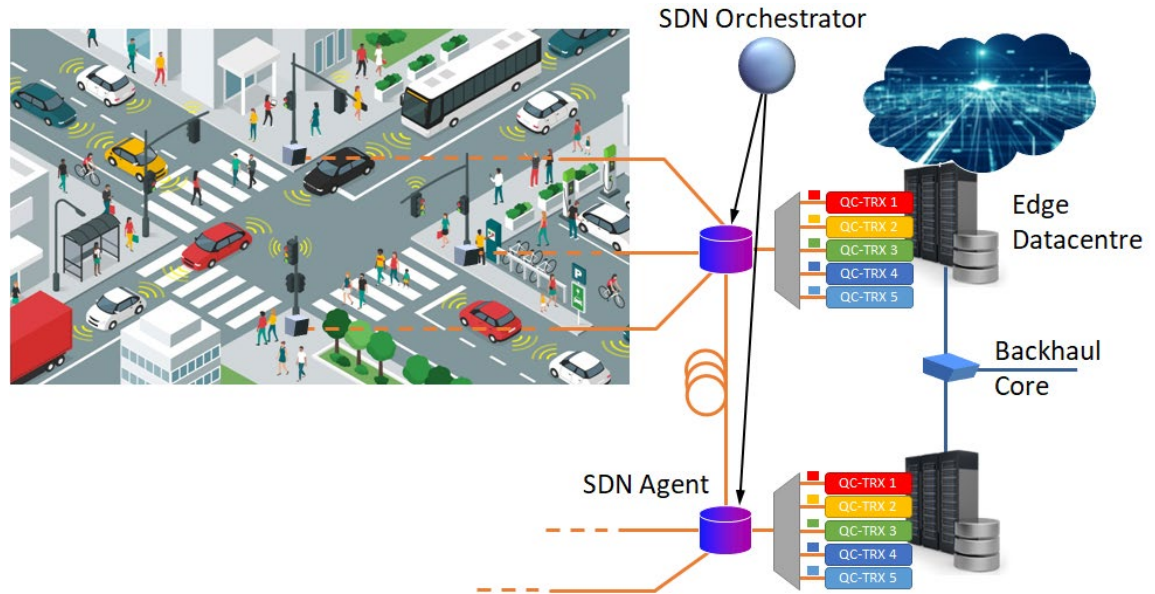 SDN Orchestrator
QC-TRX 1
QC-TRX 2
QC-TRX 3
QC-TRX 4
QC-TRX 5
Edge
Datacentre
P
Backhaul
Core
SDN Agent
QC-TRX 1
QC-TRX 2
QC-TRX 3
QC-TRX 4
QC-TRX 5